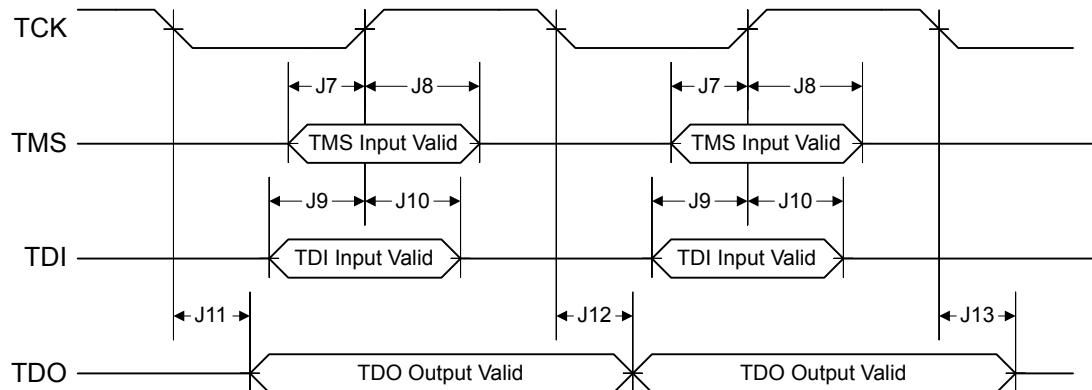 TCK
J7 J8 J7 J8
TMS TMS Input Valid TMS Input Valid
J9 J10 J9 J10
TDI TDI Input Valid TDI Input Valid
J11 J12 J13
TDO TDO Output Valid TDO Output Valid